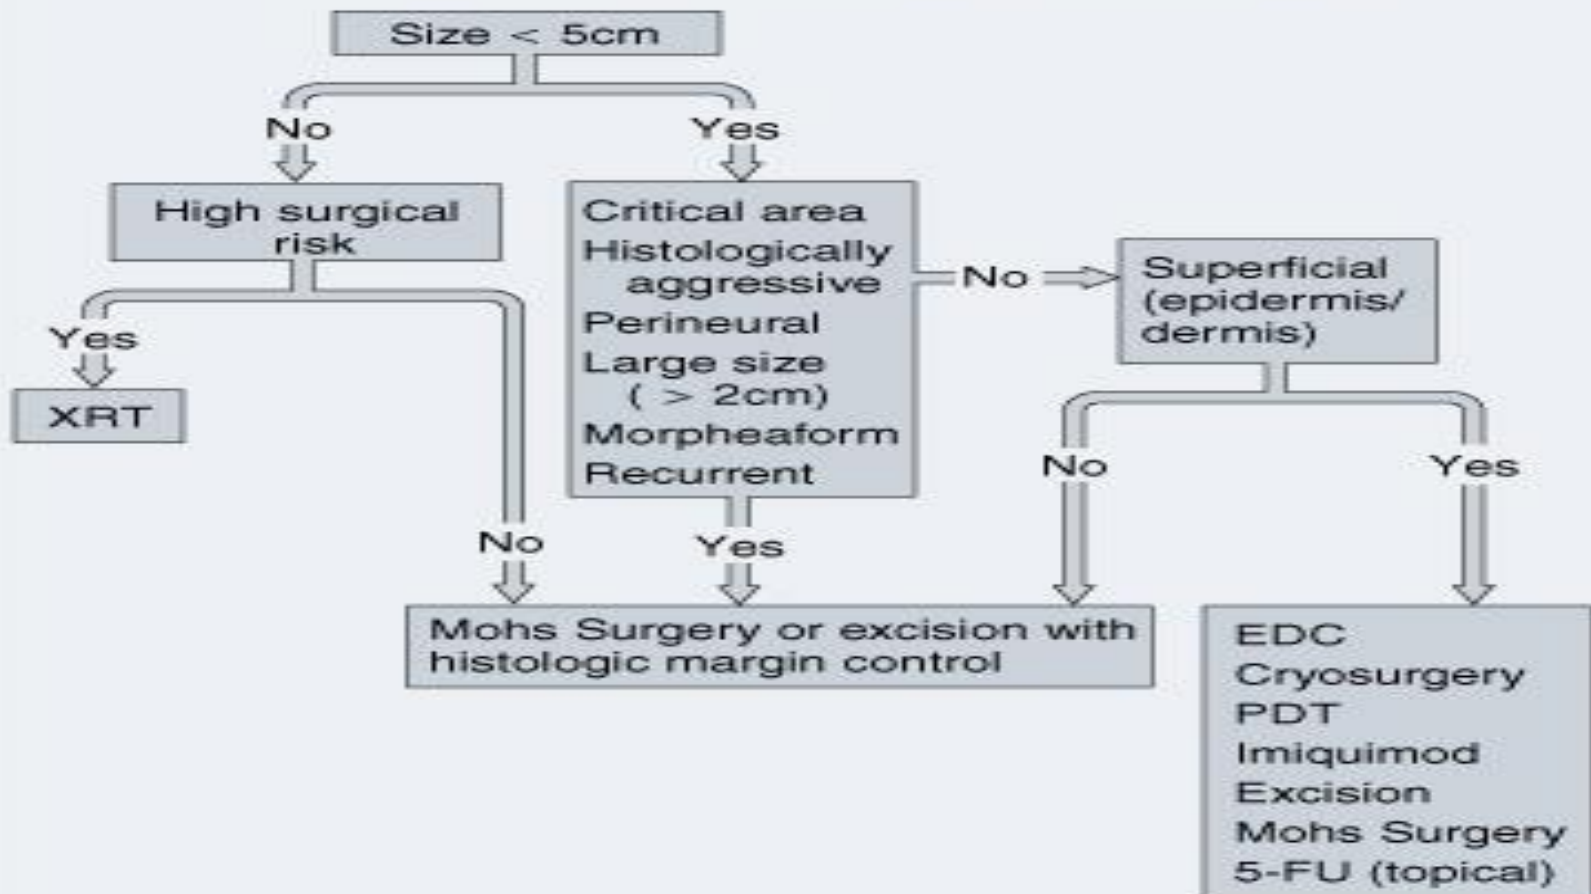 Size < 5cm
No
Yes
High surgical
risk
Yes
XRT
No
Critical area
Histologically
aggressive
Perineural
Large size
( > 2cm)
Morpheaform
Recurrent
Yes
No
Superficial
(epidermis/
dermis)
No
Yes
Mohs Surgery or excision with
histologic margin control
EDC
Cryosurgery
PDT
Imiquimod
Excision
Mohs Surgery
5-FU (topical)